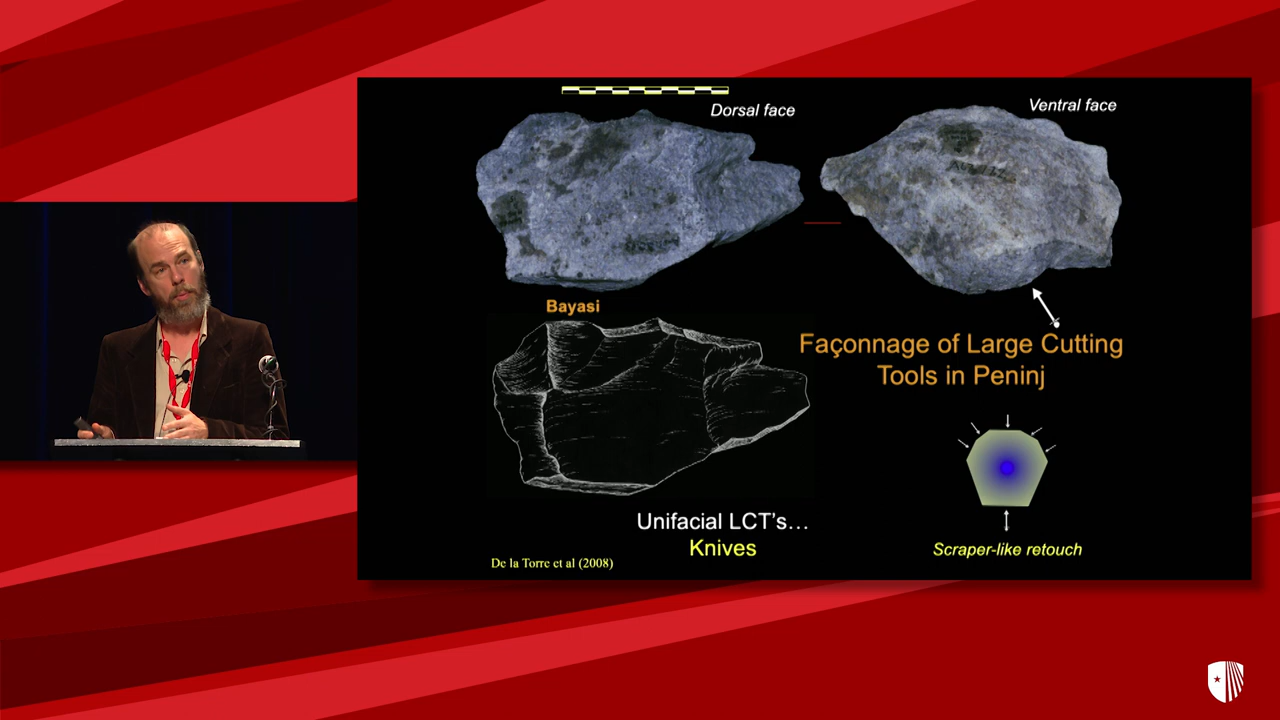 Dorsal face
Ventral face
Bayasi
Façonnage of Large Cutting
Tools in Peninj
Unifacial LCT's…
Knives
Scraper-like retouch
De la Torre et al (2008)